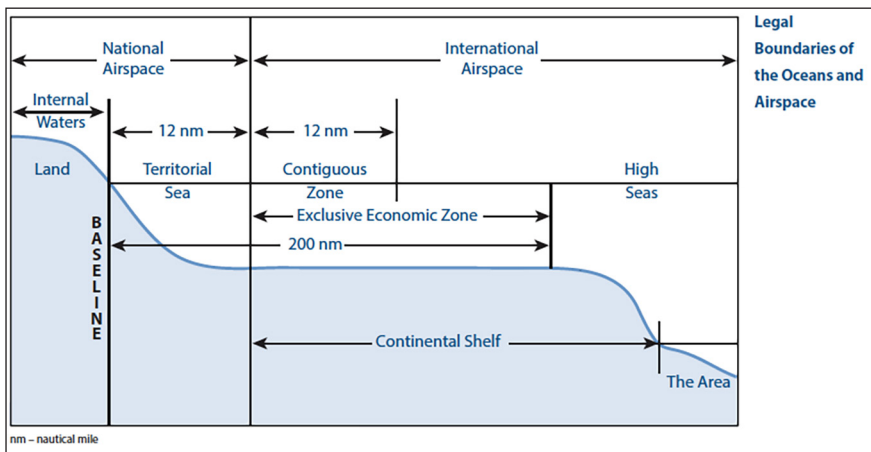 Legal
Boundaries of
the Oceans and
Airspace
National
Airspace
International
Airspace
Internal
Waters
12 nm
12 nm
Land
Territorial
Sea
Contiguous
Zone
High
Seas
Exclusive Economic Zone
200 nm
BASELINE
Continental Shelf
The Area
nm – nautical mile